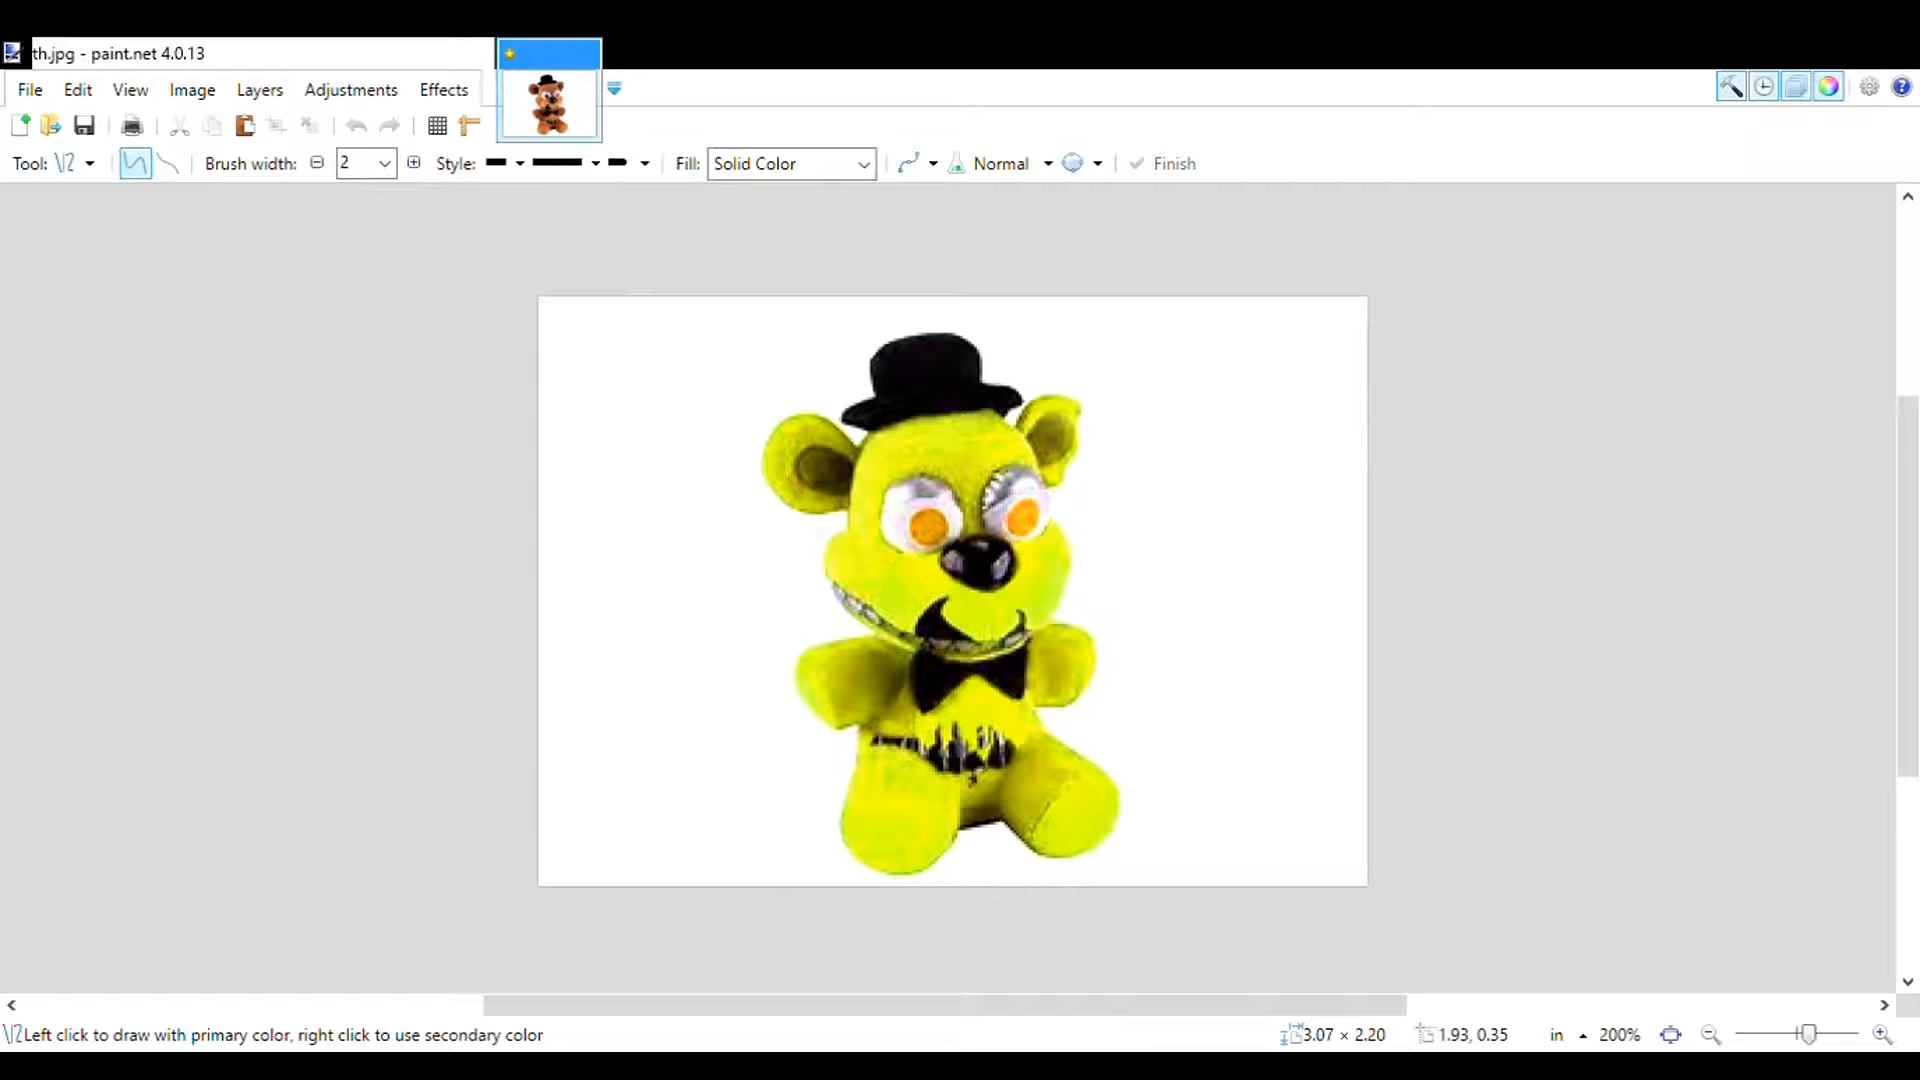 th.jpg - paint.net 4.0.13
File Edit View Image Layers Adjustments Effects
Tool: Brush width: 2 Style: Fill: Solid Color Normal Finish
Left click to draw with primary color, right click to use secondary color 3.07 × 2.20 1.93, 0.35 in 200%